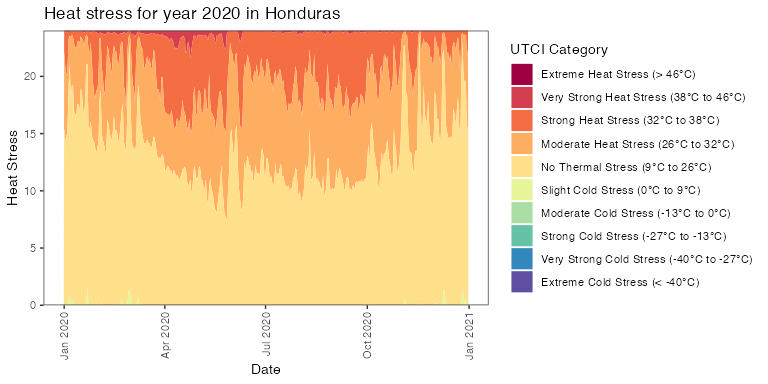 Heat stress for year 2020 in Honduras
Heat Stress
20
15
10
5
0
Jan 2020
Apr 2020
Jul 2020
Oct 2020
Jan 2021
Date
UTCI Category
Extreme Heat Stress (> 46°C)
Very Strong Heat Stress (38°C to 46°C)
Strong Heat Stress (32°C to 38°C)
Moderate Heat Stress (26°C to 32°C)
No Thermal Stress (9°C to 26°C)
Slight Cold Stress (0°C to 9°C)
Moderate Cold Stress (-13°C to 0°C)
Strong Cold Stress (-27°C to -13°C)
Very Strong Cold Stress (-40°C to -27°C)
Extreme Cold Stress (< -40°C)